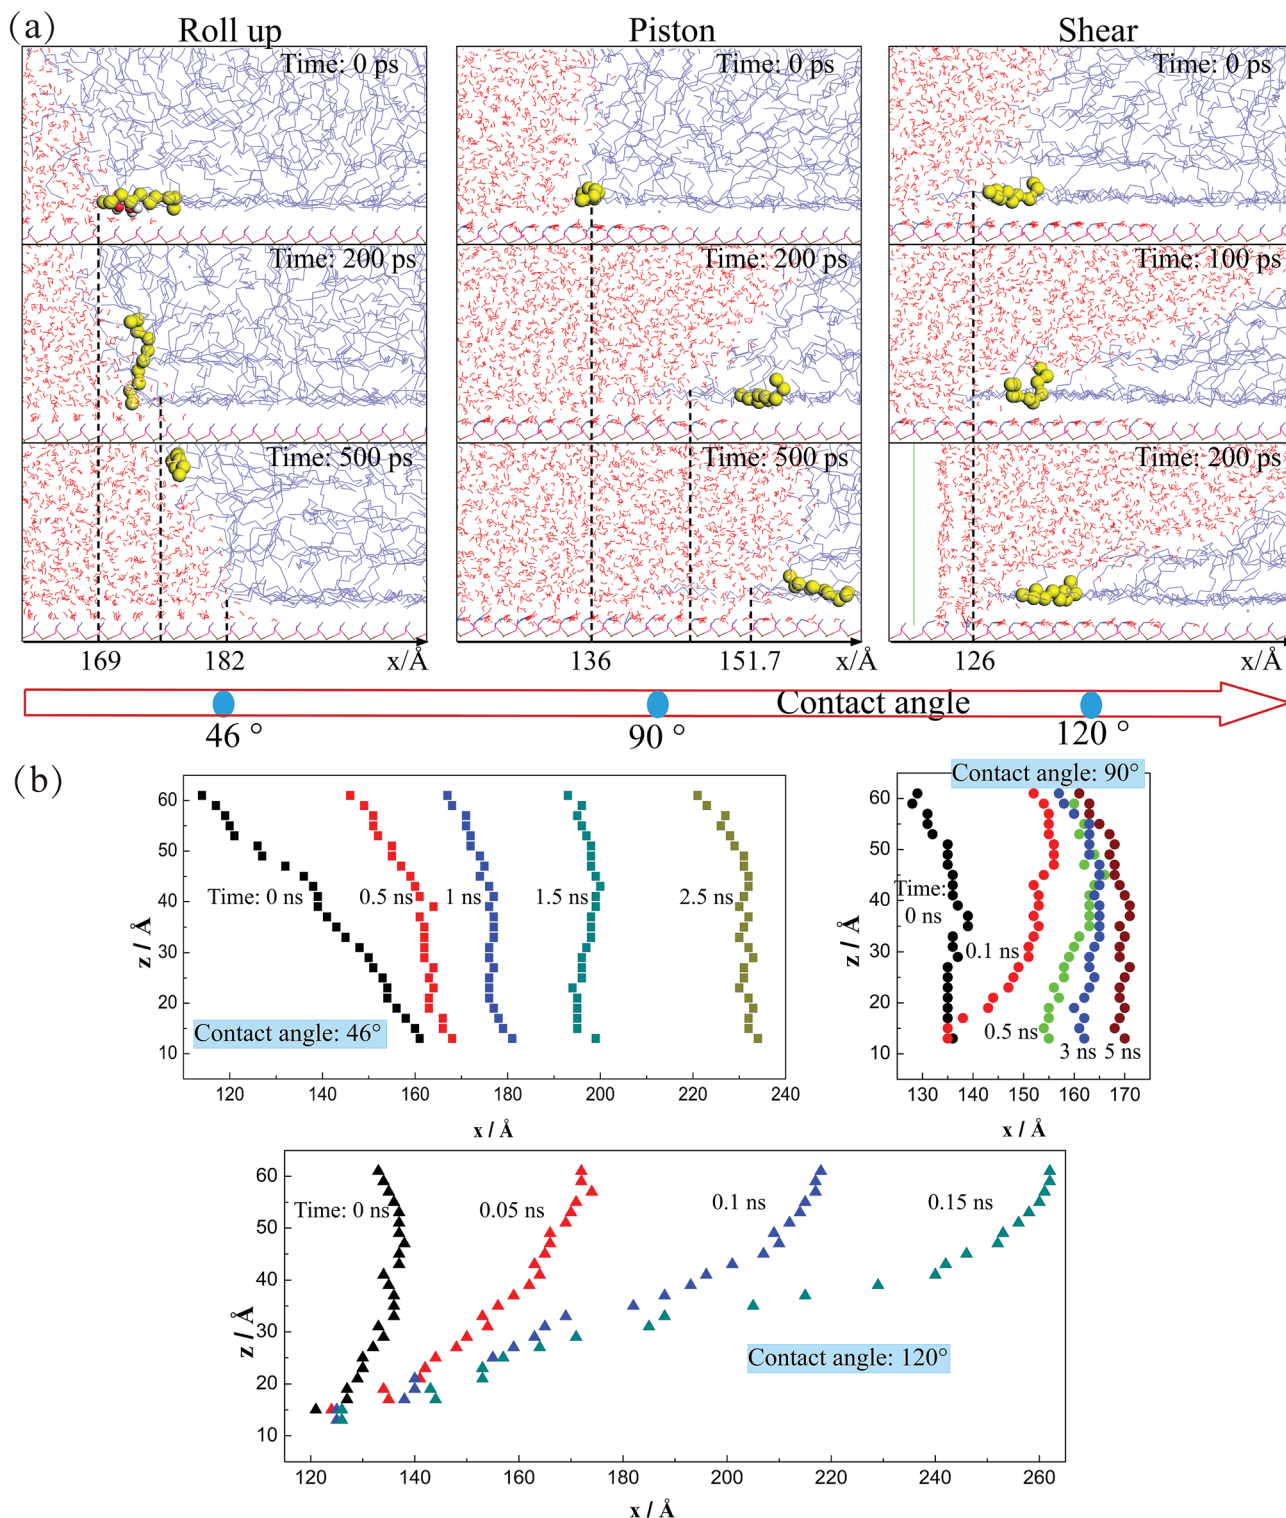 (a)
Roll up
Piston
Shear
Time: 0 ps
Time: 0 ps
Time: 0 ps
Time: 200 ps
Time: 200 ps
Time: 100 ps
Time: 500 ps
Time: 500 ps
Time: 200 ps
169
182
x/Å
136
151.7
x/Å
126
x/Å
Contact angle
46 °
90 °
120 °
(b)
60
50
40
30
20
10
z / Å
Time: 0 ns
0.5 ns
1 ns
1.5 ns
2.5 ns
Contact angle: 46°
120
140
160
180
200
220
240
x / Å
Contact angle: 90°
60
50
40
30
20
10
z / Å
Time:
0 ns
0.1 ns
0.5 ns
3 ns
5 ns
130
140
150
160
170
x / Å
60
50
40
30
20
10
z / Å
Time: 0 ns
0.05 ns
0.1 ns
0.15 ns
Contact angle: 120°
120
140
160
180
200
220
240
260
x / Å